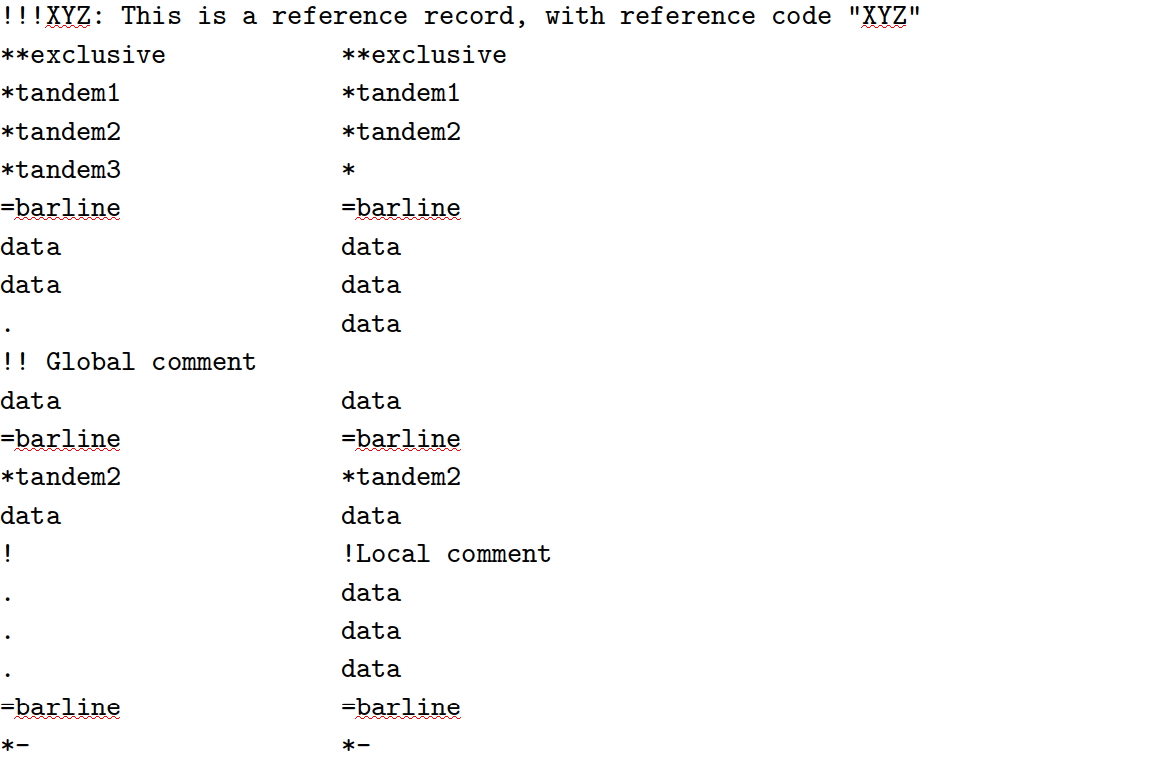 !!!XYZ: This is a reference record, with reference code "XYZ"
**exclusive **exclusive
*tandem1 *tandem1
*tandem2 *tandem2
*tandem3 *
=barline =barline
data data
data data
. data
!! Global comment
data data
=barline =barline
*tandem2 *tandem2
data data
! !Local comment
. data
. data
. data
=barline =barline
*- *-